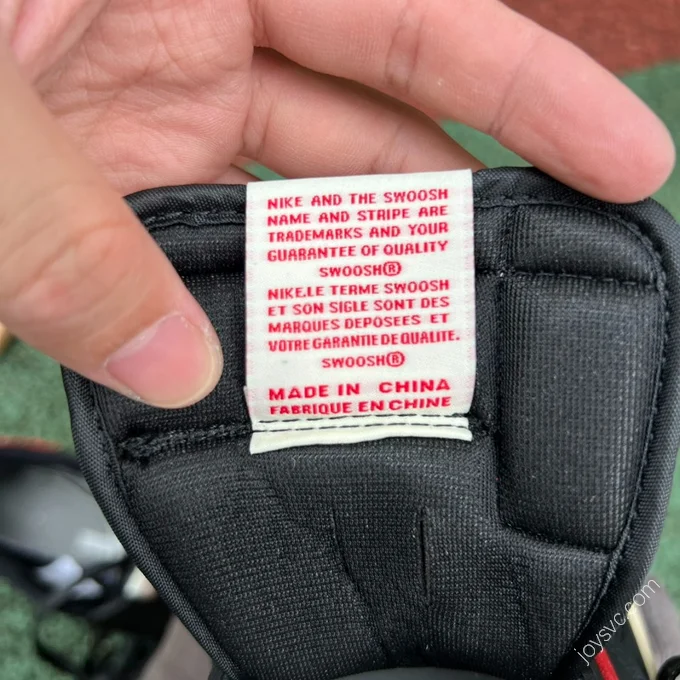 NIKE AND THE SWOOSH
NAME AND STRIPE ARE
TRADEMARKS AND YOUR
GUARANTEE OF QUALITY
SWOOSH®
NIKE,LE TERME SWOOSH
ET SON SIGLE SONT DES
MARQUES DEPOSEES ET
VOTRE GARANTIE DE QUALITE.
SWOOSH®
MADE IN CHINA
FABRIQUE EN CHINE
joysvc.com